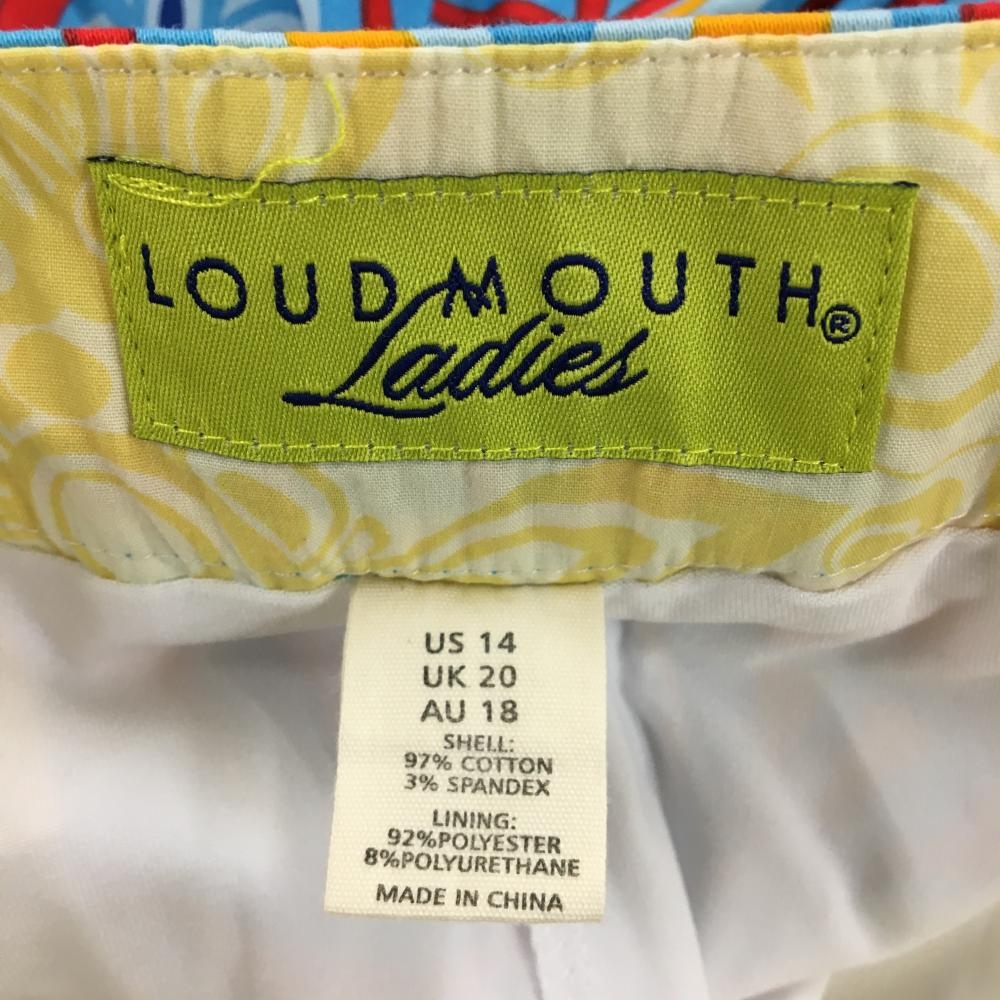 LOUDMOUTH®
Ladies
US 14
UK 20
AU 18
SHELL:
97% COTTON
3% SPANDEX
LINING:
92%POLYESTER
8%POLYURETHANE
MADE IN CHINA